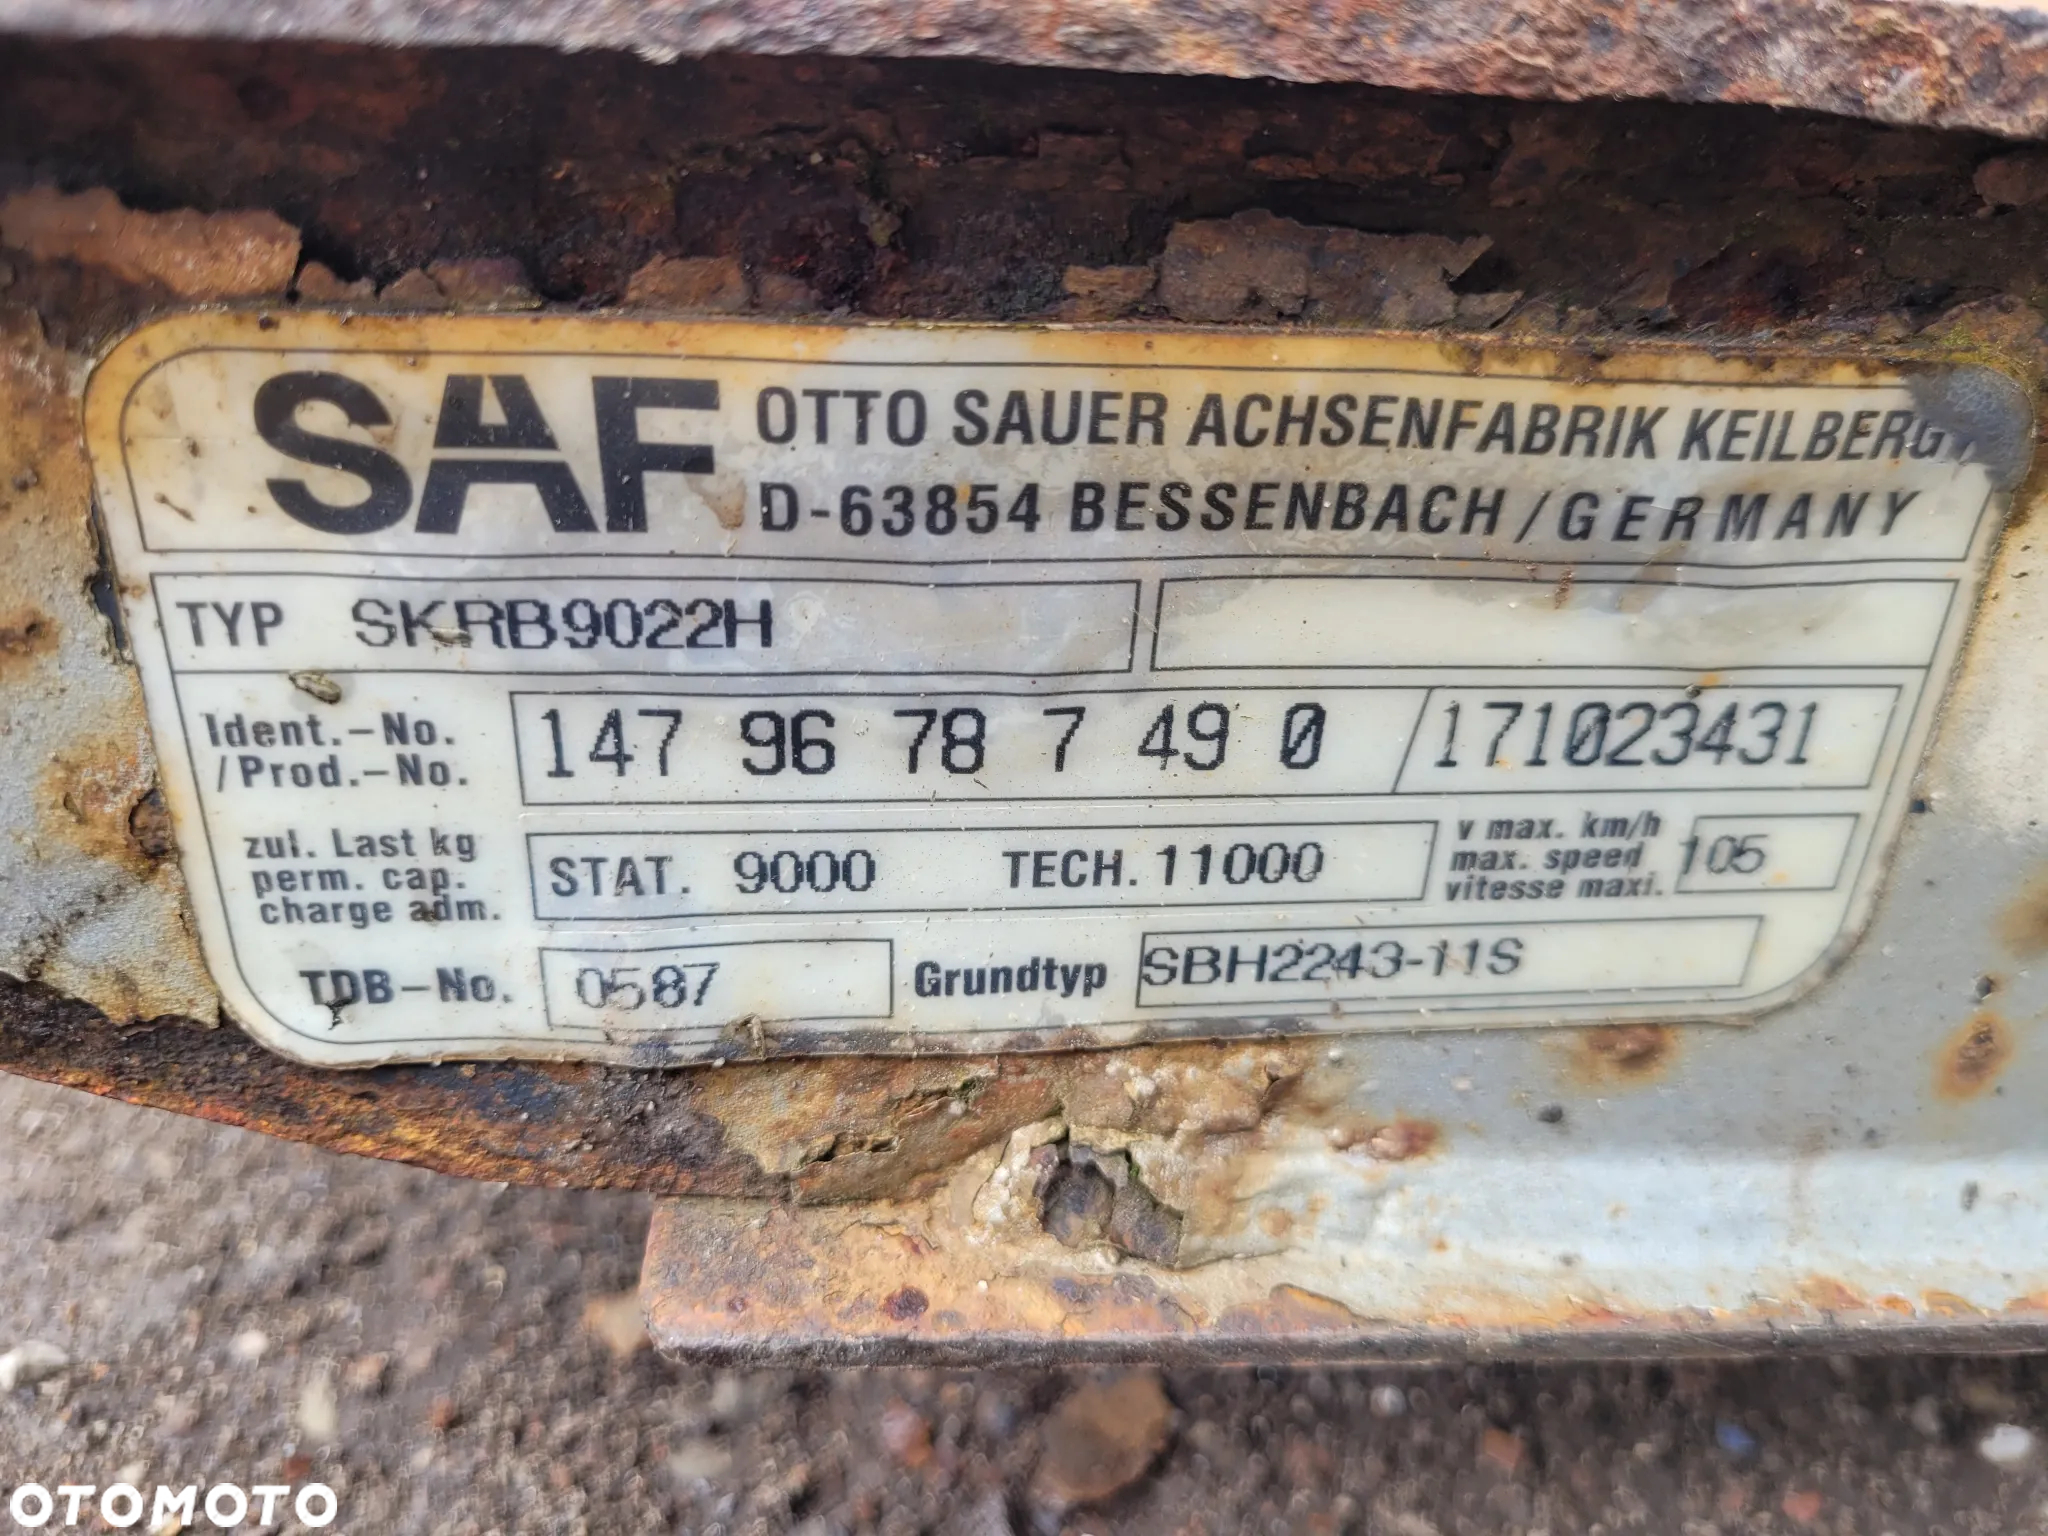 SAF OTTO SAUER ACHSENFABRIK KEILBERG
D-63854 BESSENBACH/GERMANY
TYP SKRB9022H
Ident.-No.
/Prod.-No.
147 96 78 7 49 0 /171023431
zul. Last kg
perm. cap.
charge adm.
STAT. 9000 TECH. 11000
v max. km/h
max. speed
vitesse maxi.
105
TDB-No. 0587 Grundtyp SBH2243-11S
OTOMOTO